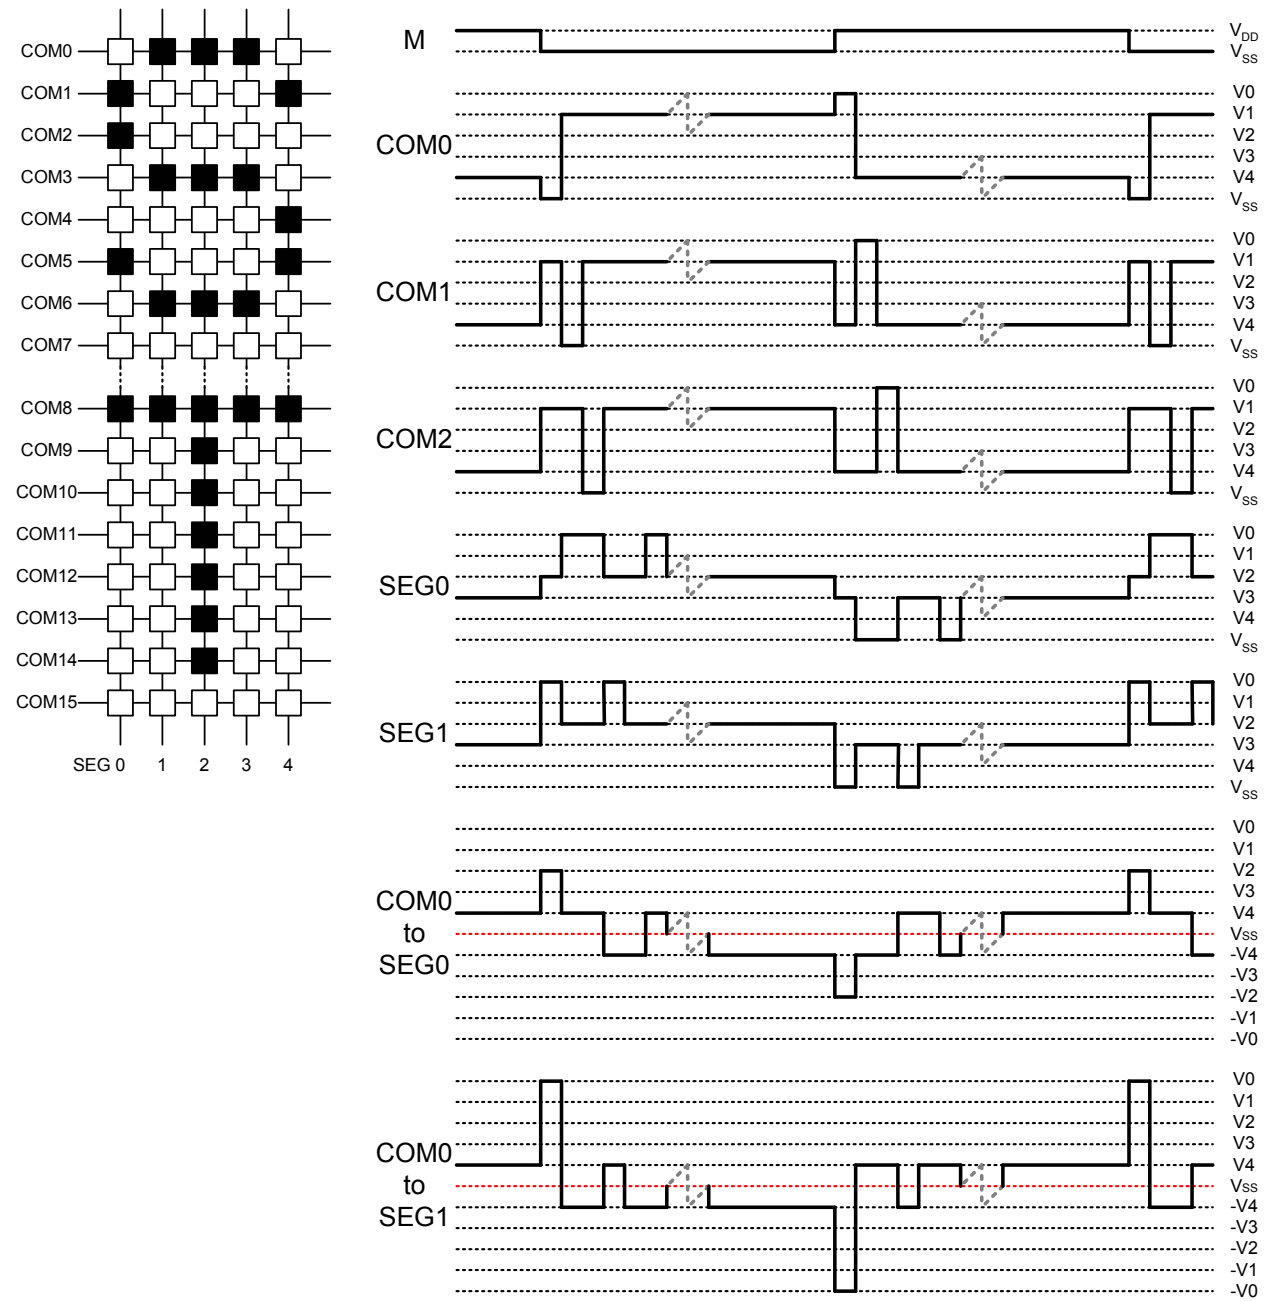 COM0
COM1
COM2
COM3
COM4
COM5
COM6
COM7
COM8
COM9
COM10
COM11
COM12
COM13
COM14
COM15
SEG 0 1 2 3 4
M
VDD
VSS
COM0
V0
V1
V2
V3
V4
VSS
COM1
V0
V1
V2
V3
V4
VSS
COM2
V0
V1
V2
V3
V4
VSS
SEG0
V0
V1
V2
V3
V4
VSS
SEG1
V0
V1
V2
V3
V4
VSS
COM0
to
SEG0
V0
V1
V2
V3
V4
VSS
-V4
-V3
-V2
-V1
-V0
COM0
to
SEG1
V0
V1
V2
V3
V4
VSS
-V4
-V3
-V2
-V1
-V0